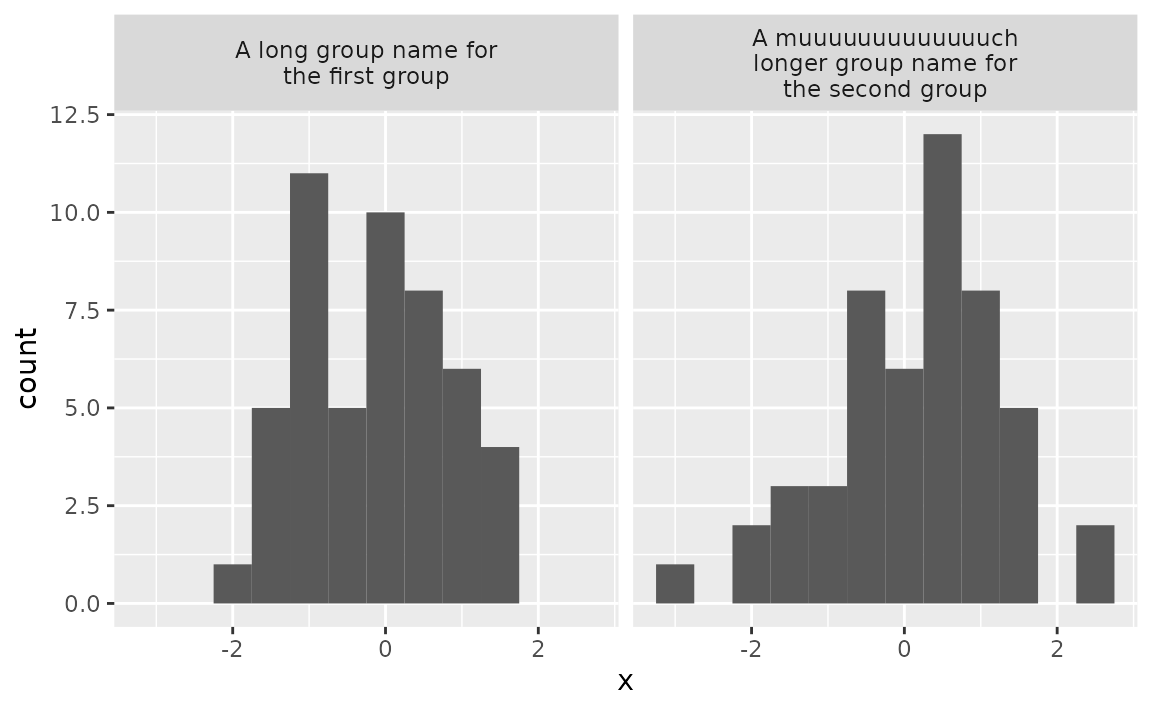 A long group name for
the first group
A muuuuuuuuuuuuuch
longer group name for
the second group
12.5
10.0
7.5
5.0
2.5
0.0
count
-2
0
2
-2
0
2
x